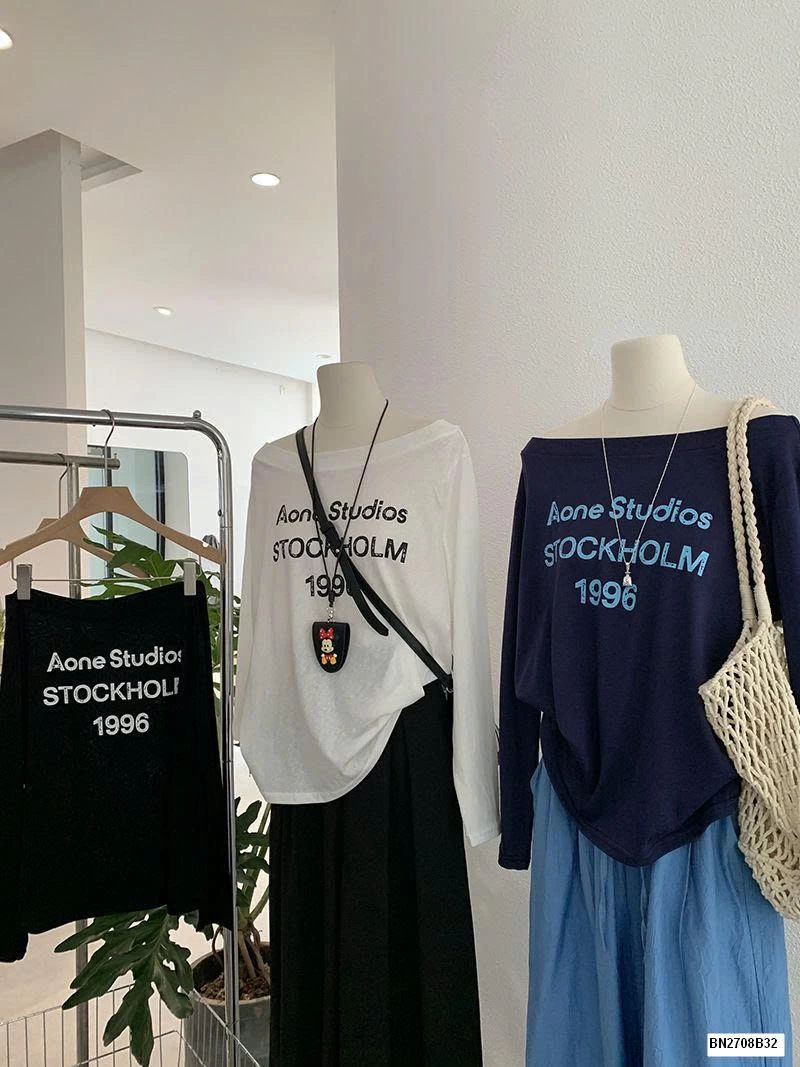 Aone Studios
STOCKHOLM
1996
Aone Studios
STOCKHOLM
1996
Aone Studios
STOCKHOL
1996
BN2708B32